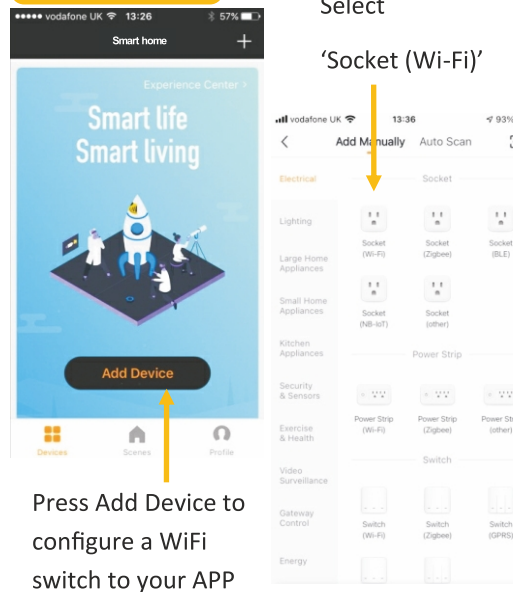 vodafone UK 13:26 57%
Smart home +
Experience Center >
Smart life
Smart living
Add Device
Devices Scenes Profile
Press Add Device to
configure a WiFi
switch to your APP
Select
‘Socket (Wi-Fi)’
vodafone UK 13:36 93%
Add Manually Auto Scan
Electrical
Lighting
Large Home
Appliances
Small Home
Appliances
Kitchen
Appliances
Security
& Sensors
Exercise
& Health
Video
Surveillance
Gateway
Control
Energy
Socket
Socket
(Wi-Fi)
Socket
(Zigbee)
Socket
(BLE)
Socket
(NB-IoT)
Socket
(other)
Power Strip
Power Strip
(Wi-Fi)
Power Strip
(Zigbee)
Power Str
(other)
Switch
Switch
(Wi-Fi)
Switch
(Zigbee)
Switch
(GPRS)